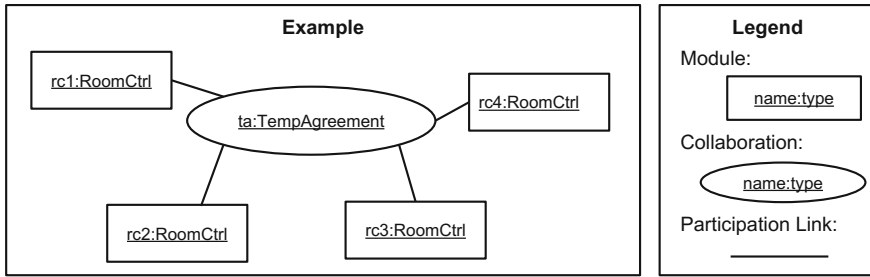 Example
rc1:RoomCtrl
rc4:RoomCtrl
ta:TempAgreement
rc2:RoomCtrl
rc3:RoomCtrl
Legend
Module:
name:type
Collaboration:
name:type
Participation Link: